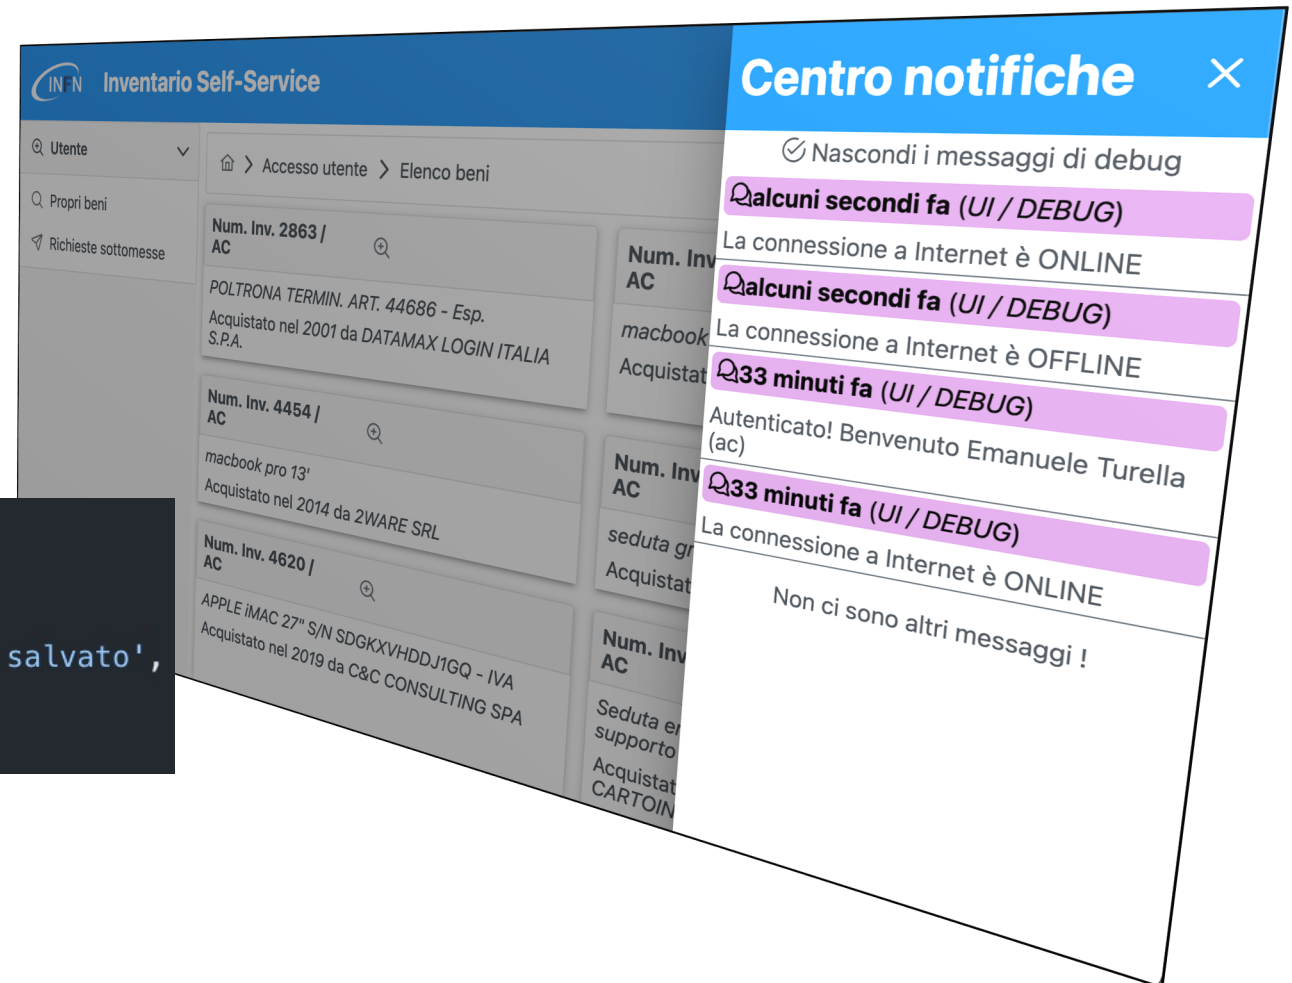 INFN Inventario Self-Service
Utente
Propri beni
Richieste sottomesse
Accesso utente > Elenco beni
Num. Inv. 2863 /
AC
POLTRONA TERMIN. ART. 44686 - Esp.
Acquistato nel 2001 da DATAMAX LOGIN ITALIA
S.P.A.
Num. Inv. 4454 /
AC
macbook pro 13'
Acquistato nel 2014 da 2WARE SRL
Num. Inv. 4620 /
AC
APPLE iMAC 27" S/N SDGKXVHDDJ1GQ - IVA
Acquistato nel 2019 da C&C CONSULTING SPA
Num. Inv
AC
macbook
Acquistat
Num. Inv
AC
seduta gr
Acquistat
Num. Inv
AC
Seduta er
supporto
Acquistat
CARTOIN
Centro notifiche
Nascondi i messaggi di debug
alcuni secondi fa (UI / DEBUG)
La connessione a Internet è ONLINE
alcuni secondi fa (UI / DEBUG)
La connessione a Internet è OFFLINE
33 minuti fa (UI / DEBUG)
Autenticato! Benvenuto Emanuele Turella
(ac)
33 minuti fa (UI / DEBUG)
La connessione a Internet è ONLINE
Non ci sono altri messaggi !
salvato',